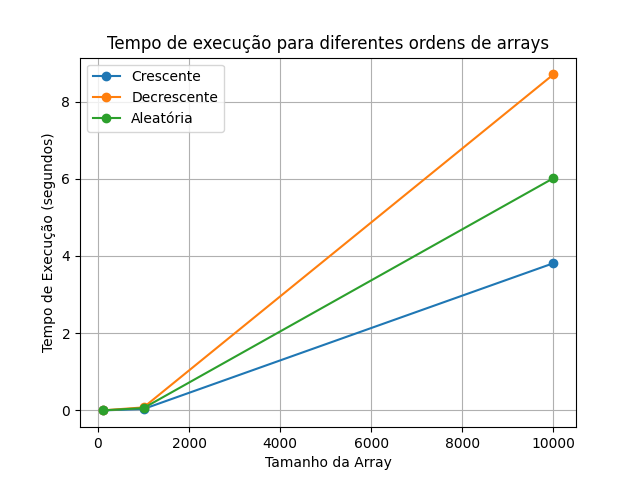 Tempo de execução para diferentes ordens de arrays
Crescente
Decrescente
Aleatória
Tempo de Execução (segundos)
8
6
4
2
0
0 2000 4000 6000 8000 10000
Tamanho da Array